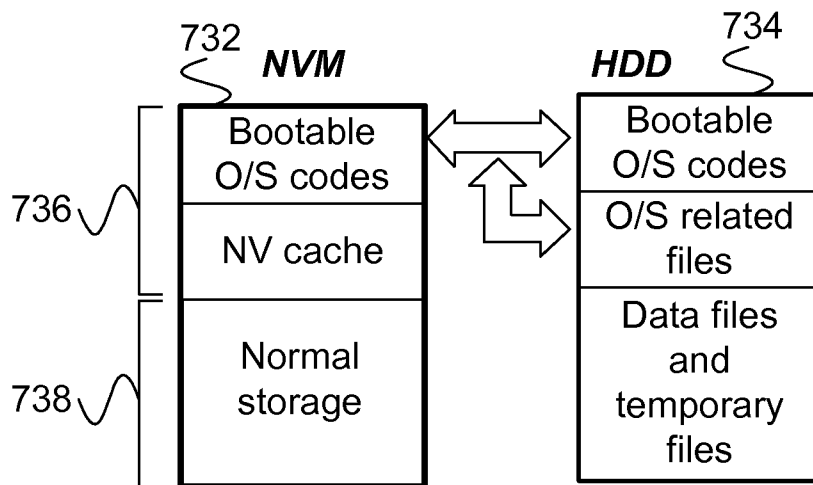 732
NVM
HDD
734
Bootable
O/S codes
NV cache
Normal
storage
736
738
Bootable
O/S codes
O/S related
files
Data files
and
temporary
files